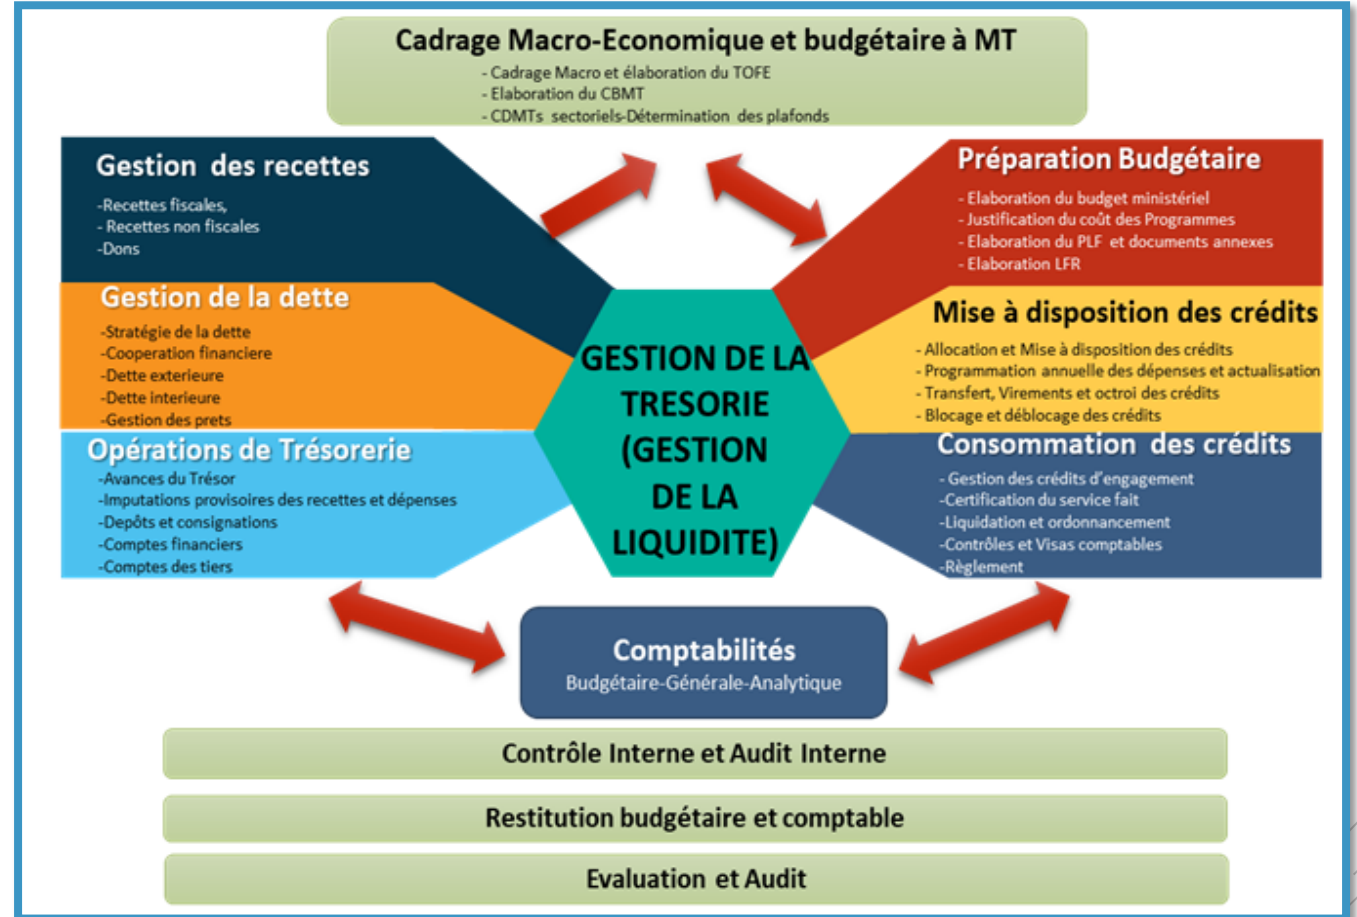 Cadrage Macro-Economique et budgétaire à MT
- Cadrage Macro et élaboration du TOFE
- Elaboration du CBMT
- CDMTs sectoriels-Détermination des plafonds
Gestion des recettes
-Recettes fiscales,
- Recettes non fiscales
-Dons
Gestion de la dette
-Stratégie de la dette
-Cooperation financiere
-Dette exterieure
-Dette interieure
-Gestion des prets
Opérations de Trésorerie
-Avances du Trésor
-Imputations provisoires des recettes et dépenses
-Depôts et consignations
-Comptes financiers
-Comptes des tiers
GESTION DE LA
TRESORIE
(GESTION
DE LA
LIQUIDITE)
Préparation Budgétaire
- Elaboration du budget ministériel
- Justification du coût des Programmes
- Elaboration du PLF et documents annexes
- Elaboration LFR
Mise à disposition des crédits
- Allocation et Mise à disposition des crédits
- Programmation annuelle des dépenses et actualisation
- Transfert, Virements et octroi des crédits
- Blocage et déblocage des crédits
Consommation des crédits
- Gestion des crédits d'engagement
-Certification du service fait
-Liquidation et ordonnancement
-Contrôles et Visas comptables
-Règlement
Comptabilités
Budgétaire-Générale-Analytique
Contrôle Interne et Audit Interne
Restitution budgétaire et comptable
Evaluation et Audit